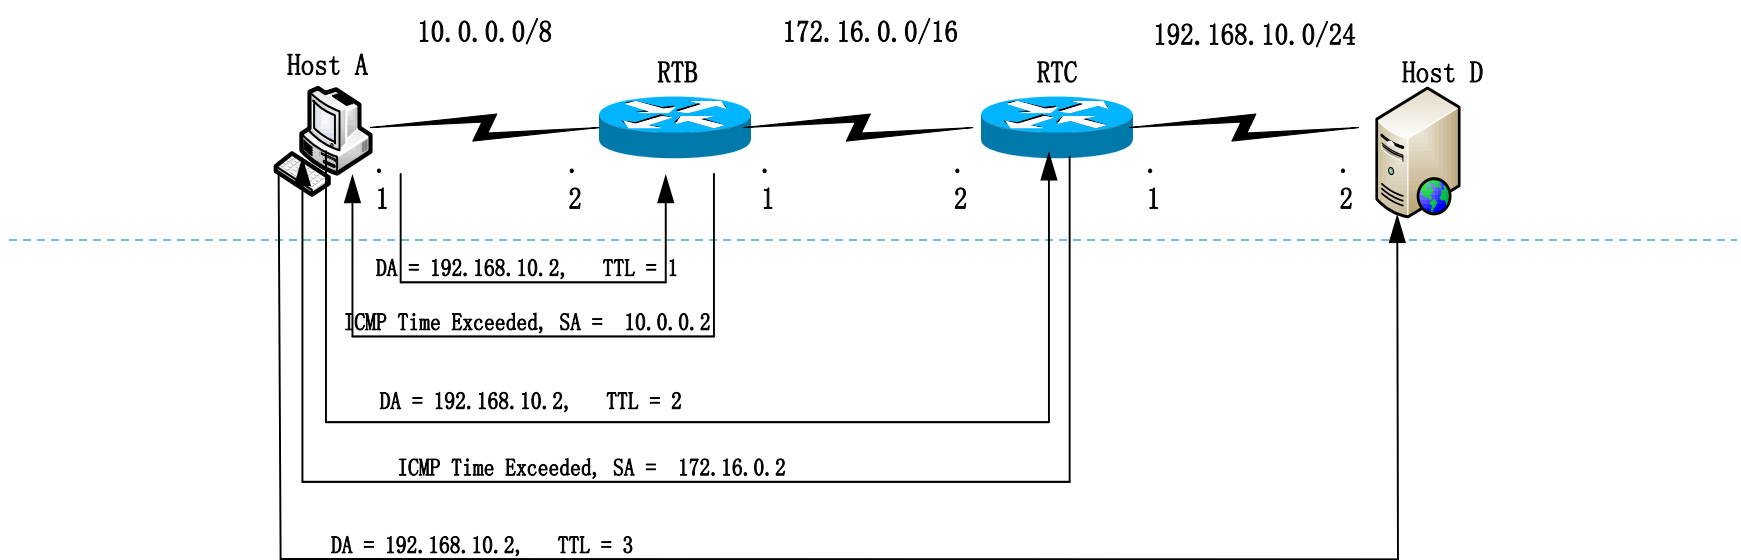 10.0.0.0/8 172.16.0.0/16 192.168.10.0/24
Host A RTB RTC Host D
.1 .2 .1 .2 .1 .2
DA = 192.168.10.2, TTL = 1
ICMP Time Exceeded, SA = 10.0.0.2
DA = 192.168.10.2, TTL = 2
ICMP Time Exceeded, SA = 172.16.0.2
DA = 192.168.10.2, TTL = 3